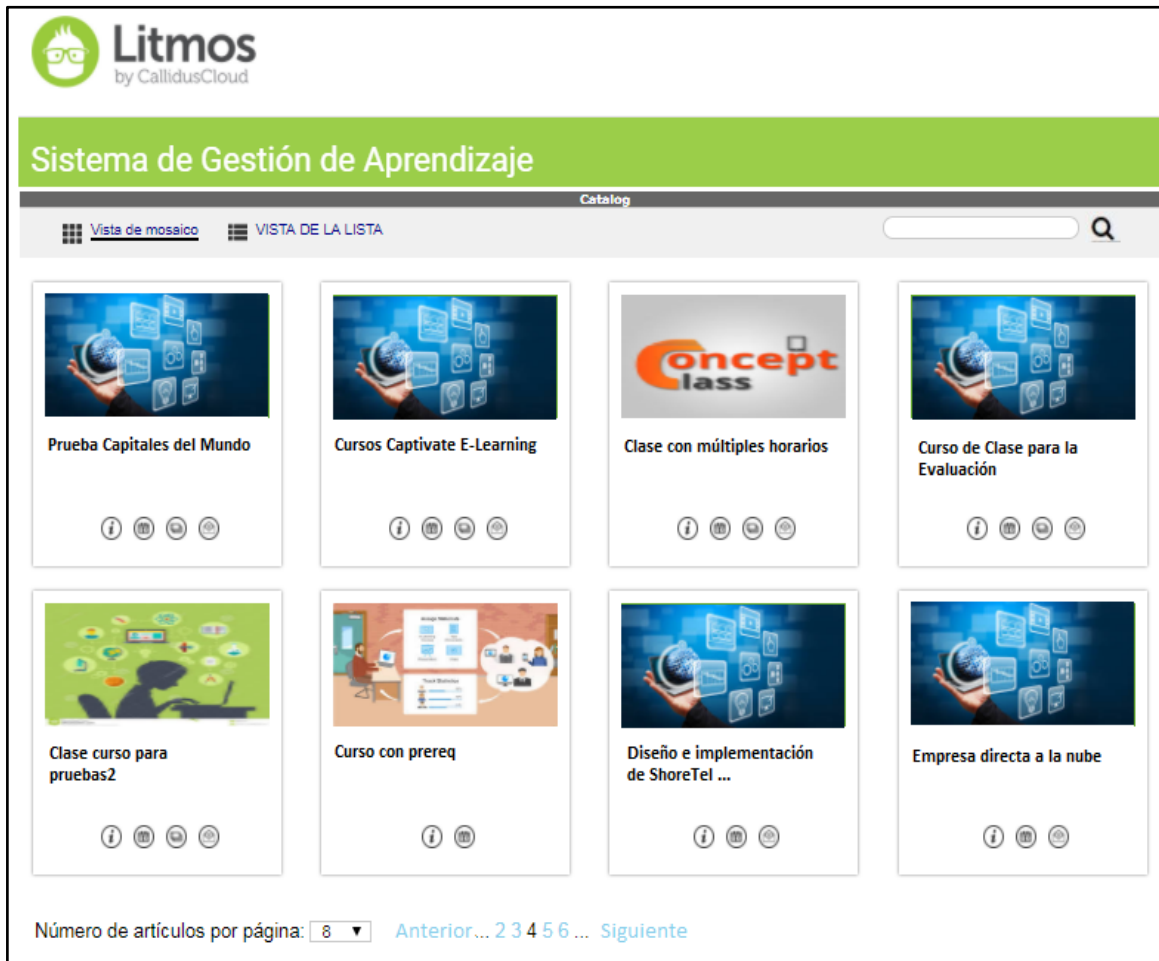 Litmos
by CallidusCloud
Sistema de Gestión de Aprendizaje
Catalog
Vista de mosaico
VISTA DE LA LISTA
Concept
Class
Prueba Capitales del Mundo
Cursos Captivate E-Learning
Clase con múltiples horarios
Curso de Clase para la
Evaluación
Clase curso para
pruebas2
Curso con prereq
Diseño e implementación
de ShoreTel ...
Empresa directa a la nube
Número de artículos por página: 8 Anterior... 2 3 4 5 6 ... Siguiente